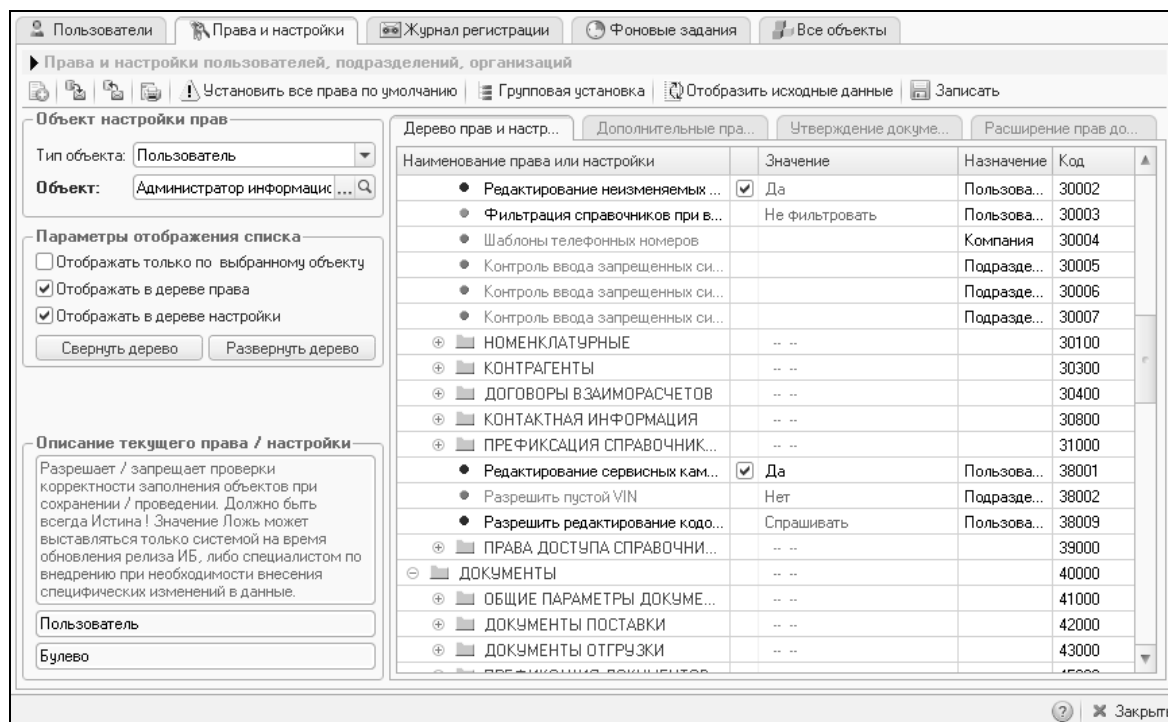 Пользователи Права и настройки Журнал регистрации Фоновые задания Все объекты
Права и настройки пользователей, подразделений, организаций
Установить все права по умолчанию Групповая установка Отобразить исходные данные Записать
Объект настройки прав
Тип объекта: Пользователь
Объект: Администратор информацис ...
Параметры отображения списка
Отображать только по выбранному объекту
Отображать в дереве права
Отображать в дереве настройки
Свернуть дерево Развернуть дерево
Описание текущего права / настройки
Разрешает / запрещает проверки
корректности заполнения объектов при
сохранении / проведении. Должно быть
всегда Истина ! Значение Ложь может
выставляться только системой на время
обновления релиза ИБ, либо специалистом по
внедрению при необходимости внесения
специфических изменений в данные.
Пользователь
Булево
Дерево прав и настр... Дополнительные пра... Утверждение докуме... Расширение прав до...
Наименование права или настройки Значение Назначение Код
Редактирование неизменяемых ... Да Пользова... 30002
Фильтрация справочников при в... Не фильтровать Пользова... 30003
Шаблоны телефонных номеров Компания 30004
Контроль ввода запрещенных си... Подразде... 30005
Контроль ввода запрещенных си... Подразде... 30006
Контроль ввода запрещенных си... Подразде... 30007
НОМЕНКЛАТУРНЫЕ -- -- 30100
КОНТРАГЕНТЫ -- -- 30300
ДОГОВОРЫ ВЗАИМОРАСЧЕТОВ -- -- 30400
КОНТАКТНАЯ ИНФОРМАЦИЯ -- -- 30800
ПРЕФИКСАЦИЯ СПРАВОЧНИК... -- -- 31000
Редактирование сервисных кам... Да Пользова... 38001
Разрешить пустой VIN Нет Подразде... 38002
Разрешить редактирование кодо... Спрашивать Пользова... 38009
ПРАВА ДОСТУПА СПРАВОЧНИ... -- -- 39000
ДОКУМЕНТЫ -- -- 40000
ОБЩИЕ ПАРАМЕТРЫ ДОКУМЕ... -- -- 41000
ДОКУМЕНТЫ ПОСТАВКИ -- -- 42000
ДОКУМЕНТЫ ОТГРУЗКИ -- -- 43000
Закрыт